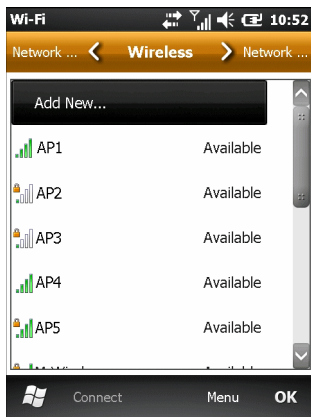 Wi-Fi 10:52
Network ... Wireless Network ...
Add New...
AP1 Available
AP2 Available
AP3 Available
AP4 Available
AP5 Available
Connect Menu OK